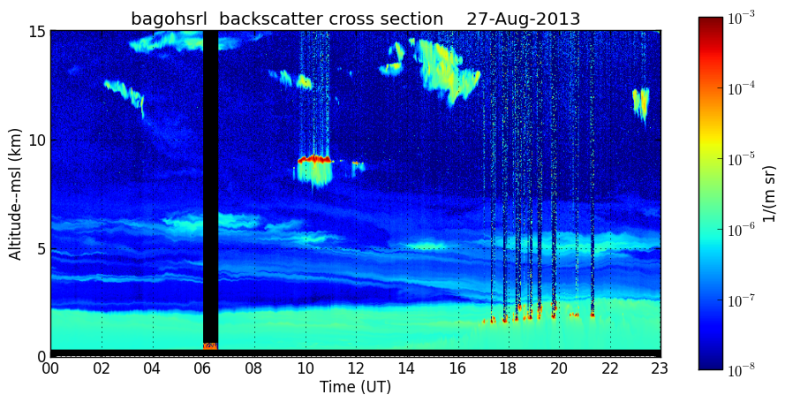 bagohsrl backscatter cross section 27-Aug-2013
Altitude--msl (km)
15
10
5
0
00 02 04 06 08 10 12 14 16 18 20 22 23
Time (UT)
10⁻³
10⁻⁴
10⁻⁵
10⁻⁶
10⁻⁷
10⁻⁸
1/(m sr)